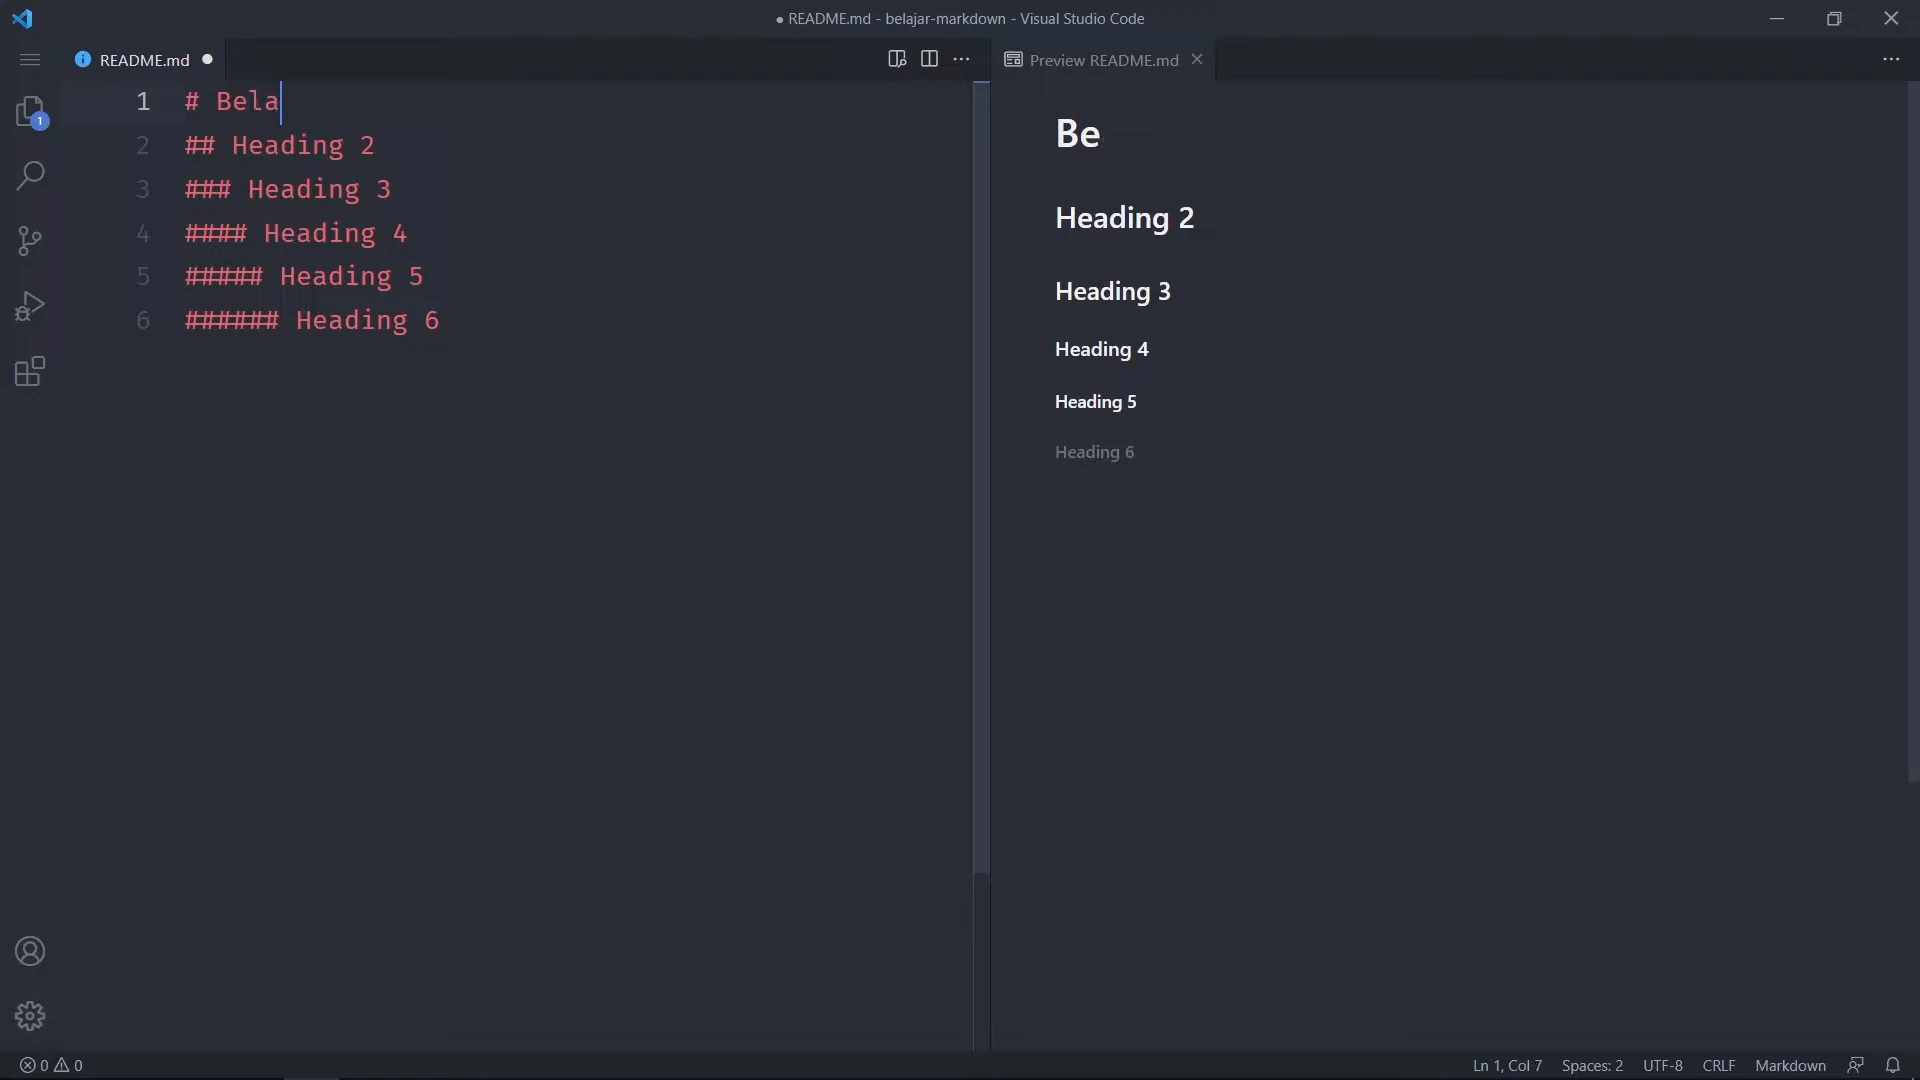 ● README.md - belajar-markdown - Visual Studio Code
README.md ●
Preview README.md
1 # Bela
2 ## Heading 2
3 ### Heading 3
4 #### Heading 4
5 ##### Heading 5
6 ###### Heading 6
1
Be
Heading 2
Heading 3
Heading 4
Heading 5
Heading 6
0 0
Ln 1, Col 7 Spaces: 2 UTF-8 CRLF Markdown